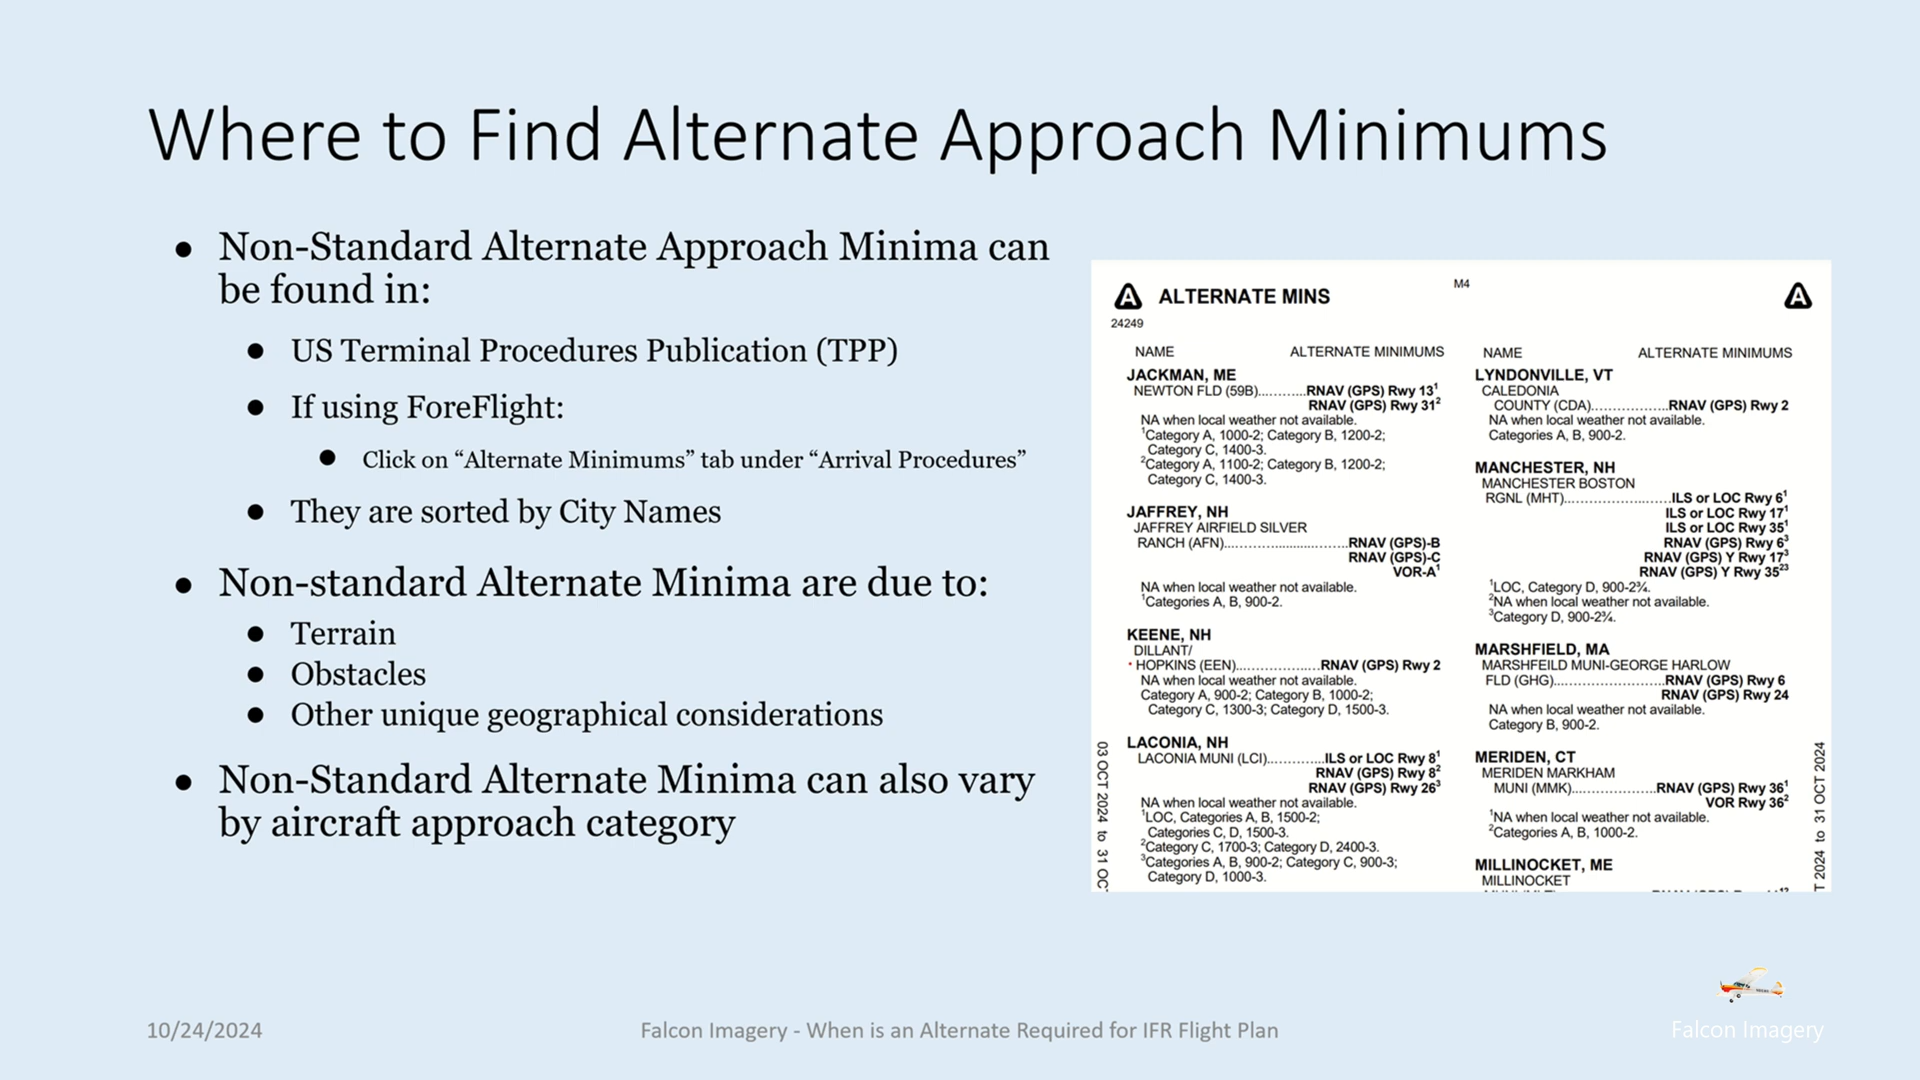 Where to Find Alternate Approach Minimums
● Non-Standard Alternate Approach Minima can
be found in:
● US Terminal Procedures Publication (TPP)
● If using ForeFlight:
● Click on “Alternate Minimums” tab under “Arrival Procedures”
● They are sorted by City Names
● Non-standard Alternate Minima are due to:
● Terrain
● Obstacles
● Other unique geographical considerations
● Non-Standard Alternate Minima can also vary
by aircraft approach category
M4
A ALTERNATE MINS
A
24249
NAME ALTERNATE MINIMUMS
JACKMAN, ME
NEWTON FLD (59B)...........RNAV (GPS) Rwy 13¹
RNAV (GPS) Rwy 31²
NA when local weather not available.
¹Category A, 1000-2; Category B, 1200-2;
Category C, 1400-3.
²Category A, 1100-2; Category B, 1200-2;
Category C, 1400-3.
JAFFREY, NH
JAFFREY AIRFIELD SILVER
RANCH (AFN)............................RNAV (GPS)-B
RNAV (GPS)-C
VOR-A¹
NA when local weather not available.
¹Categories A, B, 900-2.
KEENE, NH
DILLANT/
HOPKINS (EEN)....................RNAV (GPS) Rwy 2
NA when local weather not available.
Category A, 900-2; Category B, 1000-2;
Category C, 1300-3; Category D, 1500-3.
LACONIA, NH
LACONIA MUNI (LCI).............ILS or LOC Rwy 8¹
RNAV (GPS) Rwy 8²
RNAV (GPS) Rwy 26³
NA when local weather not available.
¹LOC, Categories A, B, 1500-2;
Categories C, D, 1500-3.
²Category C, 1700-3; Category D, 2400-3.
³Categories A, B, 900-2; Category C, 900-3;
Category D, 1000-3.
NAME ALTERNATE MINIMUMS
LYNDONVILLE, VT
CALEDONIA
COUNTY (CDA)..................RNAV (GPS) Rwy 2
NA when local weather not available.
Categories A, B, 900-2.
MANCHESTER, NH
MANCHESTER BOSTON
RGNL (MHT).........................ILS or LOC Rwy 6¹
ILS or LOC Rwy 17¹
ILS or LOC Rwy 35¹
RNAV (GPS) Rwy 6³
RNAV (GPS) Y Rwy 17³
RNAV (GPS) Y Rwy 35²³
¹LOC, Category D, 900-2¾.
²NA when local weather not available.
³Category D, 900-2¾.
MARSHFIELD, MA
MARSHFEILD MUNI-GEORGE HARLOW
FLD (GHG)..........................RNAV (GPS) Rwy 6
RNAV (GPS) Rwy 24
NA when local weather not available.
Category B, 900-2.
MERIDEN, CT
MERIDEN MARKHAM
MUNI (MMK)...................RNAV (GPS) Rwy 36¹
VOR Rwy 36²
¹NA when local weather not available.
²Categories A, B, 1000-2.
MILLINOCKET, ME
MILLINOCKET
03 OCT 2024 to 31 OC
T 2024 to 31 OCT 2024
10/24/2024
Falcon Imagery - When is an Alternate Required for IFR Flight Plan
Falcon Imagery